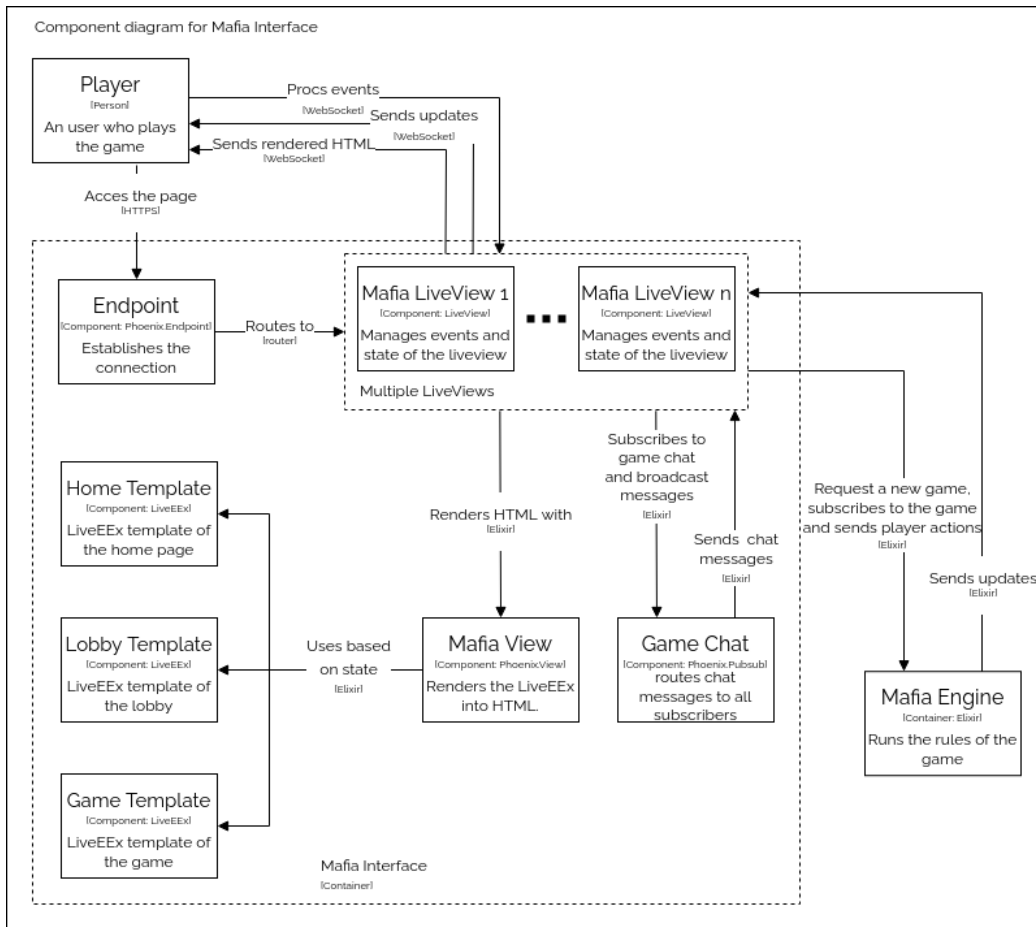 Component diagram for Mafia Interface
Player
[Person]
An user who plays
the game
Procs events
[WebSocket]
Sends updates
[WebSocket]
Sends rendered HTML
[WebSocket]
Acces the page
[HTTPS]
Endpoint
[Component: Phoenix.Endpoint]
Establishes the
connection
Routes to
[router]
Mafia LiveView 1
[Component: LiveView]
Manages events and
state of the liveview
Mafia LiveView n
[Component: LiveView]
Manages events and
state of the liveview
Multiple LiveViews
Home Template
[Component: LiveEEx]
LiveEEx template of
the home page
Renders HTML with
[Elixir]
Subscribes to
game chat
and broadcast
messages
[Elixir]
Sends chat
messages
[Elixir]
Request a new game,
subscribes to the game
and sends player actions
[Elixir]
Sends updates
[Elixir]
Lobby Template
[Component: LiveEEx]
LiveEEx template of
the lobby
Uses based
on state
[Elixir]
Mafia View
[Component: Phoenix.View]
Renders the LiveEEx
into HTML.
Game Chat
[Component: Phoenix.Pubsub]
routes chat
messages to all
subscribers
Mafia Engine
[Container: Elixir]
Runs the rules of the
game
Game Template
[Component: LiveEEx]
LiveEEx template of
the game
Mafia Interface
[Container]